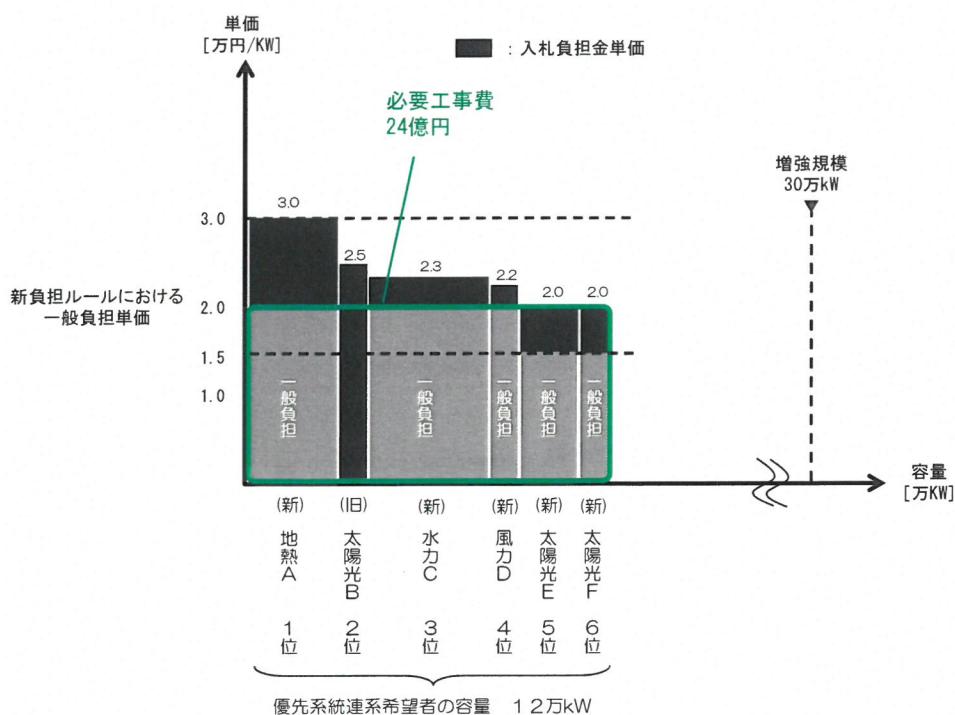 単価
[万円/KW]
:入札負担金単価
必要工事費
24億円
増強規模
30万kW
3.0
3.0
2.5
2.3
2.2
2.0
2.0
新負担ルールにおける
一般負担単価
2.0
1.5
1.0
一般負担
一般負担
一般負担
一般負担
一般負担
容量
[万KW]
(新)
(旧)
(新)
(新)
(新)
(新)
地熱A
太陽光B
水力C
風力D
太陽光E
太陽光F
1位
2位
3位
4位
5位
6位
優先系統連系希望者の容量 12万kW